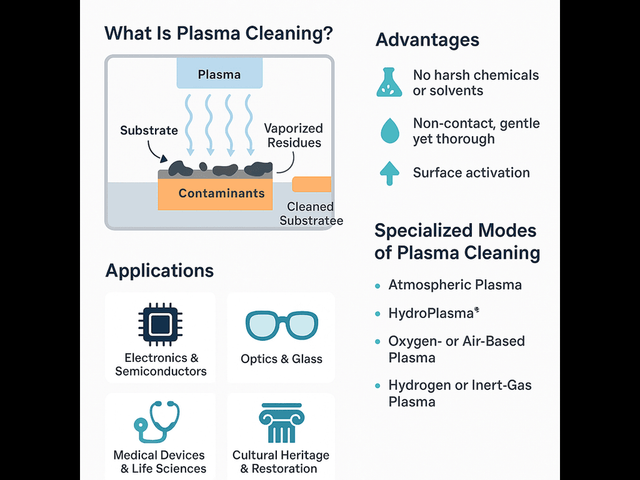 What Is Plasma Cleaning?
Plasma
Substrate
Vaporized
Residues
Contaminants
Cleaned
Substratee
Applications
Electronics &
Semiconductors
Optics & Glass
Medical Devices
& Life Sciences
Cultural Heritage
& Restoration
Advantages
No harsh chemicals
or solvents
Non-contact, gentle
yet thorough
Surface activation
Specialized Modes
of Plasma Cleaning
• Atmospheric Plasma
• HydroPlasma®
• Oxygen- or Air-Based
Plasma
• Hydrogen or Inert-Gas
Plasma